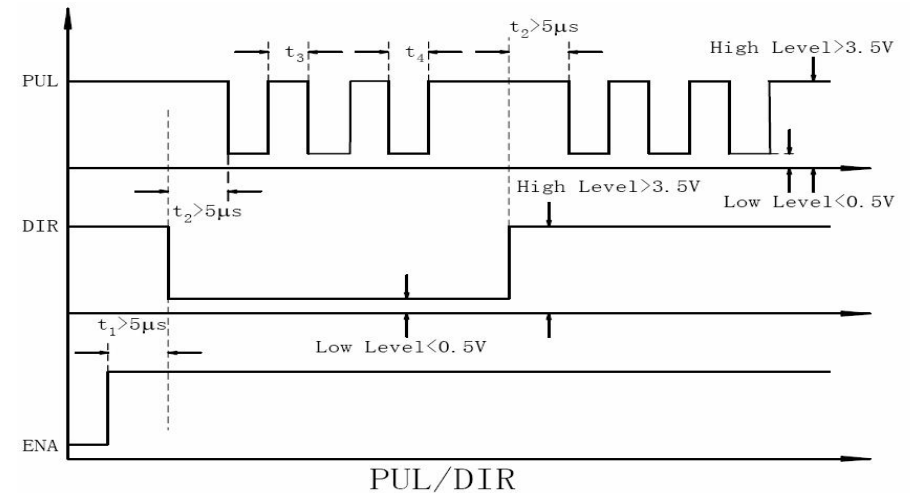 t2>5µs
t3
t4
High Level>3.5V
PUL
High Level>3.5V
Low Level<0.5V
t2>5µs
DIR
t1>5µs
Low Level<0.5V
ENA
PUL/DIR